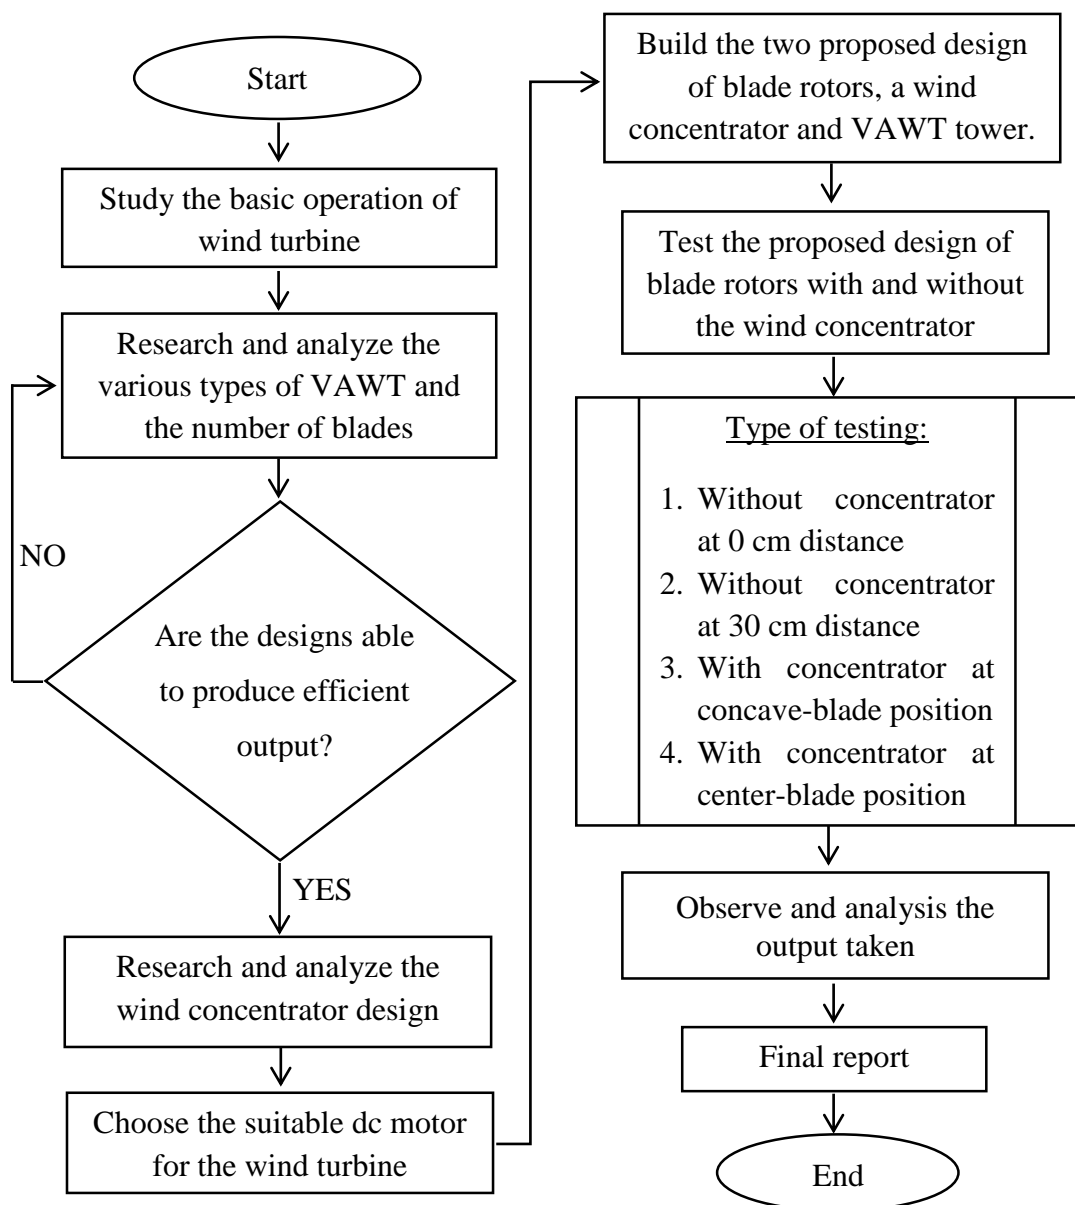 Start
Study the basic operation of
wind turbine
Research and analyze the
various types of VAWT and
the number of blades
NO
Are the designs able
to produce efficient
output?
YES
Research and analyze the
wind concentrator design
Choose the suitable dc motor
for the wind turbine
Build the two proposed design
of blade rotors, a wind
concentrator and VAWT tower.
Test the proposed design of
blade rotors with and without
the wind concentrator
Type of testing:
1. Without concentrator
at 0 cm distance
2. Without concentrator
at 30 cm distance
3. With concentrator at
concave-blade position
4. With concentrator at
center-blade position
Observe and analysis the
output taken
Final report
End